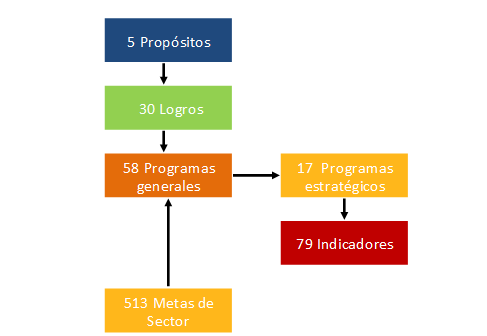 5 Propósitos
30 Logros
58 Programas
generales
17 Programas
estratégicos
79 Indicadores
513 Metas de
Sector